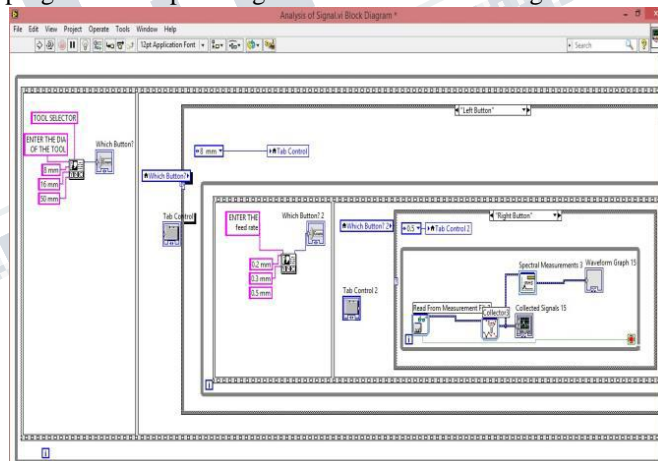 Analysis of Signal.vi Block Diagram *
File Edit View Project Operate Tools Window Help
12pt Application Font
Search
"Left Button"
TOOL SELECTOR
ENTER THE DIA
OF THE TOOL
Which Button?
8 mm
16 mm
50 mm
8 mm
Tab Control
Which Button?
Tab Control
ENTER THE
feed rate
Which Button? 2
0.2 mm
0.3 mm
0.5 mm
Which Button? 2
Tab Control 2
"Right Button"
0.5
Tab Control 2
Spectral Measurements 3
Waveform Graph 15
Read From Measurement
Collector3
Collected Signals 15
i
i
i